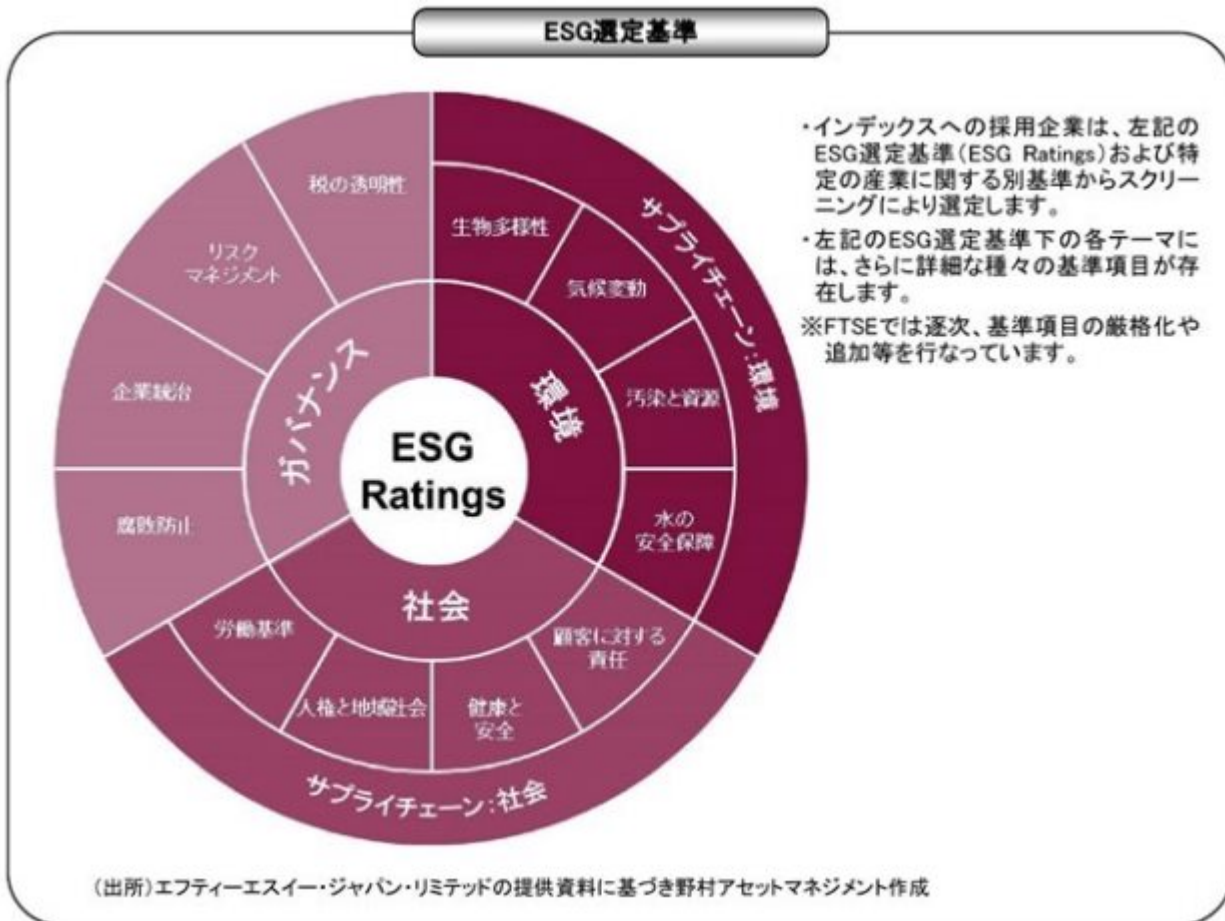 ESG選定基準
税の透明性
リスク
マネジメント
企業統治
腐敗防止
ガバナンス
生物多様性
気候変動
汚染と資源
水の
安全保障
環境
サプライチェーン:環境
ESG
Ratings
社会
労働基準
人権と地域社会
健康と
安全
顧客に対する
責任
サプライチェーン:社会
・インデックスへの採用企業は、左記の
ESG選定基準(ESG Ratings)および特
定の産業に関する別基準からスクリー
ニングにより選定します。
・左記のESG選定基準下の各テーマに
は、さらに詳細な種々の基準項目が存
在します。
※FTSEでは逐次、基準項目の厳格化や
追加等を行なっています。
(出所)エフティーエスイー・ジャパン・リミテッドの提供資料に基づき野村アセットマネジメント作成